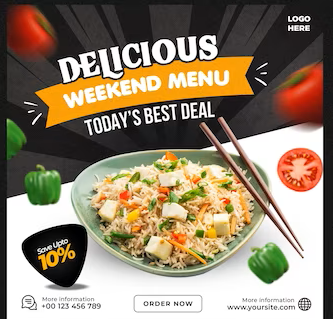 LOGO
HERE
DELICIOUS
WEEKEND MENU
TODAY'S BEST DEAL
Save Upto
10%
More information
+00 123 456 789
ORDER NOW
More information
www.yoursite.com